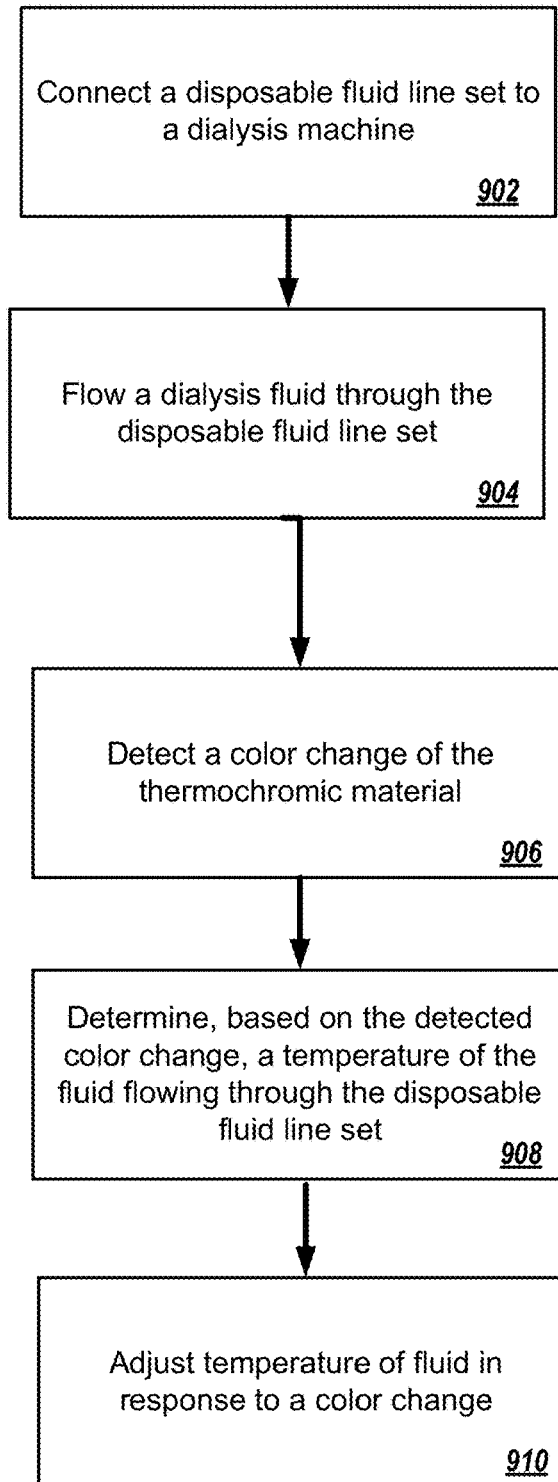 Connect a disposable fluid line set to
a dialysis machine
902
Flow a dialysis fluid through the
disposable fluid line set
904
Detect a color change of the
thermochromic material
906
Determine, based on the detected
color change, a temperature of the
fluid flowing through the disposable
fluid line set
908
Adjust temperature of fluid in
response to a color change
910